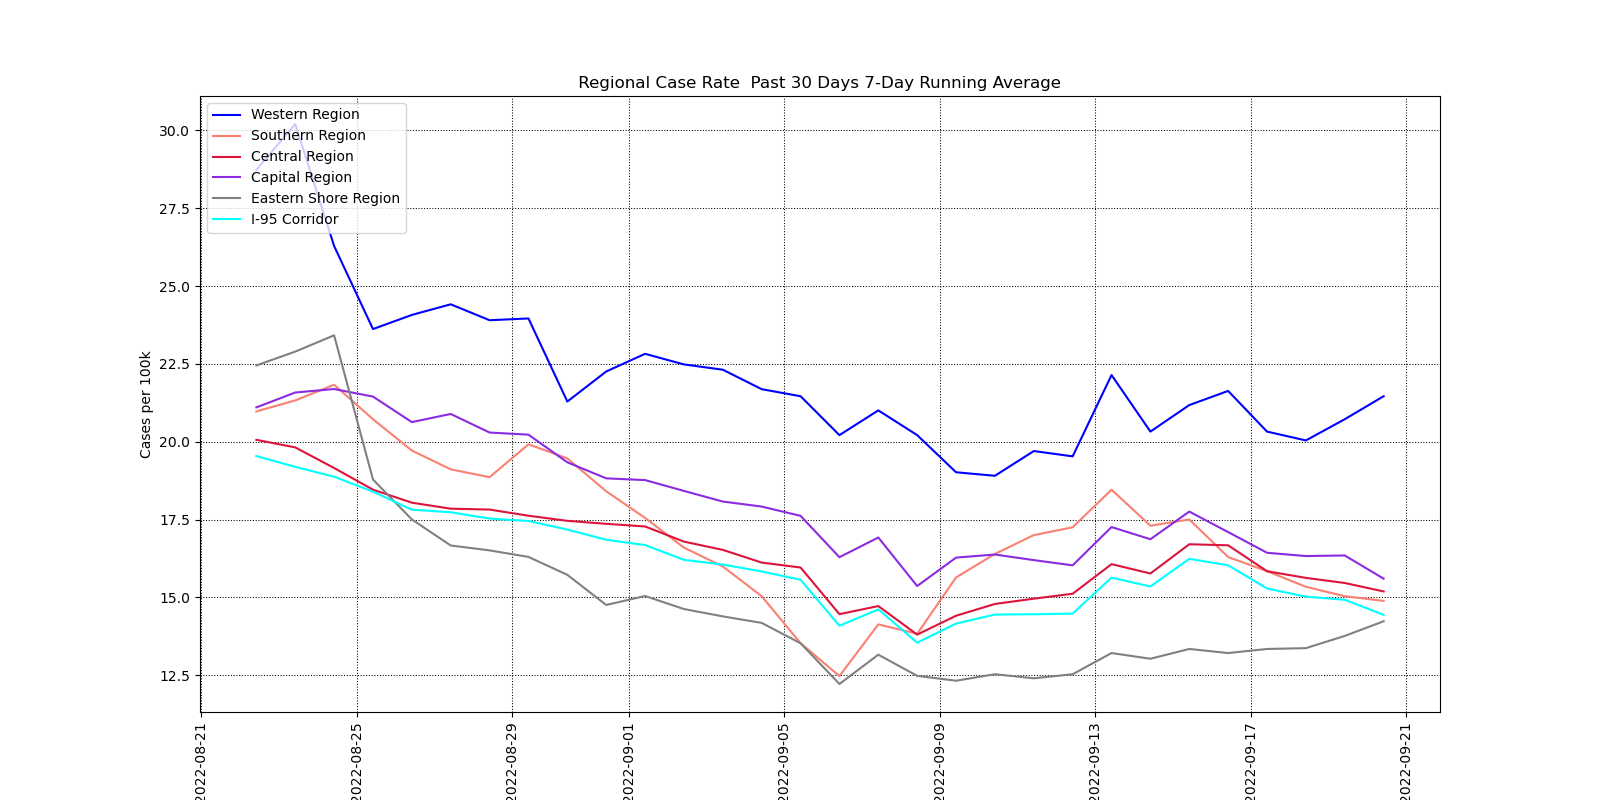 Regional Case Rate  Past 30 Days 7-Day Running Average
Western Region
Southern Region
Central Region
Capital Region
Eastern Shore Region
I-95 Corridor
Cases per 100k
30.0
27.5
25.0
22.5
20.0
17.5
15.0
12.5
2022-08-21
2022-08-25
2022-08-29
2022-09-01
2022-09-05
2022-09-09
2022-09-13
2022-09-17
2022-09-21